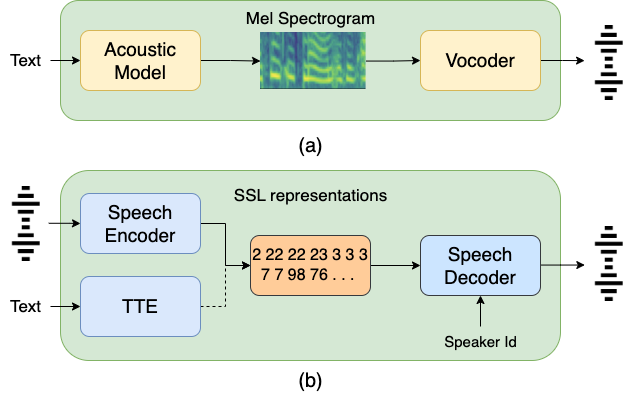 Mel Spectrogram
Text
Acoustic
Model
Vocoder
(a)
SSL representations
Speech
Encoder
2 22 22 23 3 3 3
7 7 98 76 . . .
Speech
Decoder
Text
TTE
Speaker Id
(b)